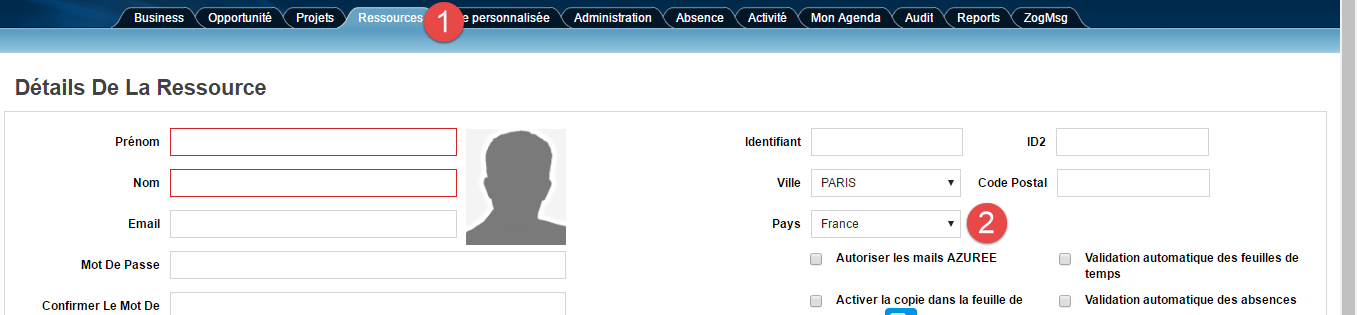 Business Opportunité Projets Ressources 1 e personnalisée Administration Absence Activité Mon Agenda Audit Reports ZogMsg
Détails De La Ressource
Prénom
Identifiant ID2
Nom
Ville PARIS Code Postal
Email
Pays France 2
Mot De Passe
Autoriser les mails AZUREE
Validation automatique des feuilles de
temps
Confirmer Le Mot De
Activer la copie dans la feuille de
Validation automatique des absences